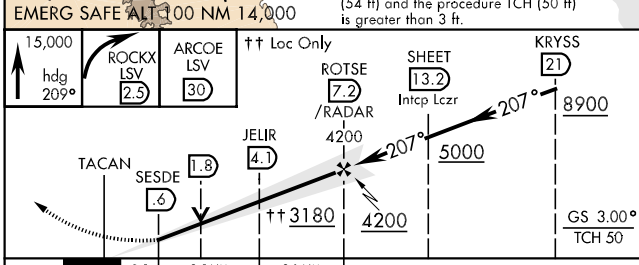 EMERG SAFE ALT 100 NM 14,000
(54 ft) and the procedure TCH (50 ft)
is greater than 3 ft.
15,000
hdg
209°
ROCKX
LSV
2.5
ARCOE
LSV
30
†† Loc Only
ROTSE
7.2
/RADAR
4200
SHEET
13.2
Intcp Lczr
KRYSS
21
8900
207°
207°
5000
JELIR
4.1
TACAN
SESDE
.6
1.8
†† 3180
4200
GS 3.00°
TCH 50